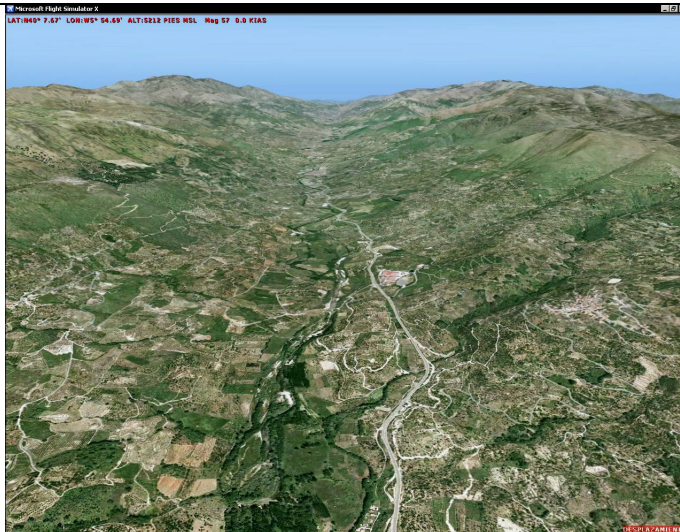 Microsoft Flight Simulator X
LAT:N40° 7.67' LON:W5° 54.69' ALT:5212 PIES MSL Mag 57 0.0 KIAS